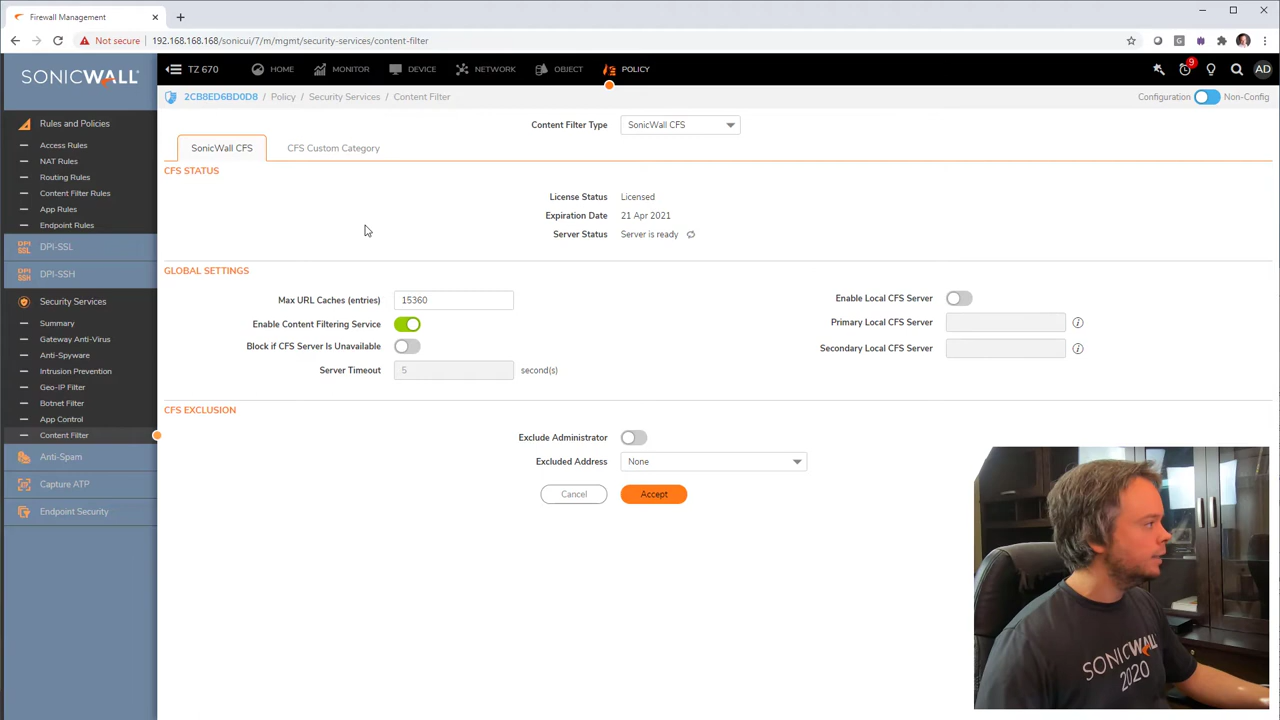 Firewall Management
Not secure
192.168.168.168/sonicui/7/m/mgmt/security-services/content-filter
SONICWALL
TZ 670
HOME
MONITOR
DEVICE
NETWORK
OBJECT
POLICY
9
AD
2CB8ED6BD0D8 / Policy / Security Services / Content Filter
Configuration
Non-Config
Rules and Policies
Access Rules
NAT Rules
Routing Rules
Content Filter Rules
App Rules
Endpoint Rules
DPI-SSL
DPI-SSH
Security Services
Summary
Gateway Anti-Virus
Anti-Spyware
Intrusion Prevention
Geo-IP Filter
Botnet Filter
App Control
Content Filter
Anti-Spam
Capture ATP
Endpoint Security
Content Filter Type
SonicWall CFS
SonicWall CFS
CFS Custom Category
CFS STATUS
License Status Licensed
Expiration Date 21 Apr 2021
Server Status Server is ready
GLOBAL SETTINGS
Max URL Caches (entries) 15360
Enable Content Filtering Service
Block if CFS Server Is Unavailable
Server Timeout 5 second(s)
Enable Local CFS Server
Primary Local CFS Server
Secondary Local CFS Server
CFS EXCLUSION
Exclude Administrator
Excluded Address None
Cancel
Accept
SONICWALL
2020